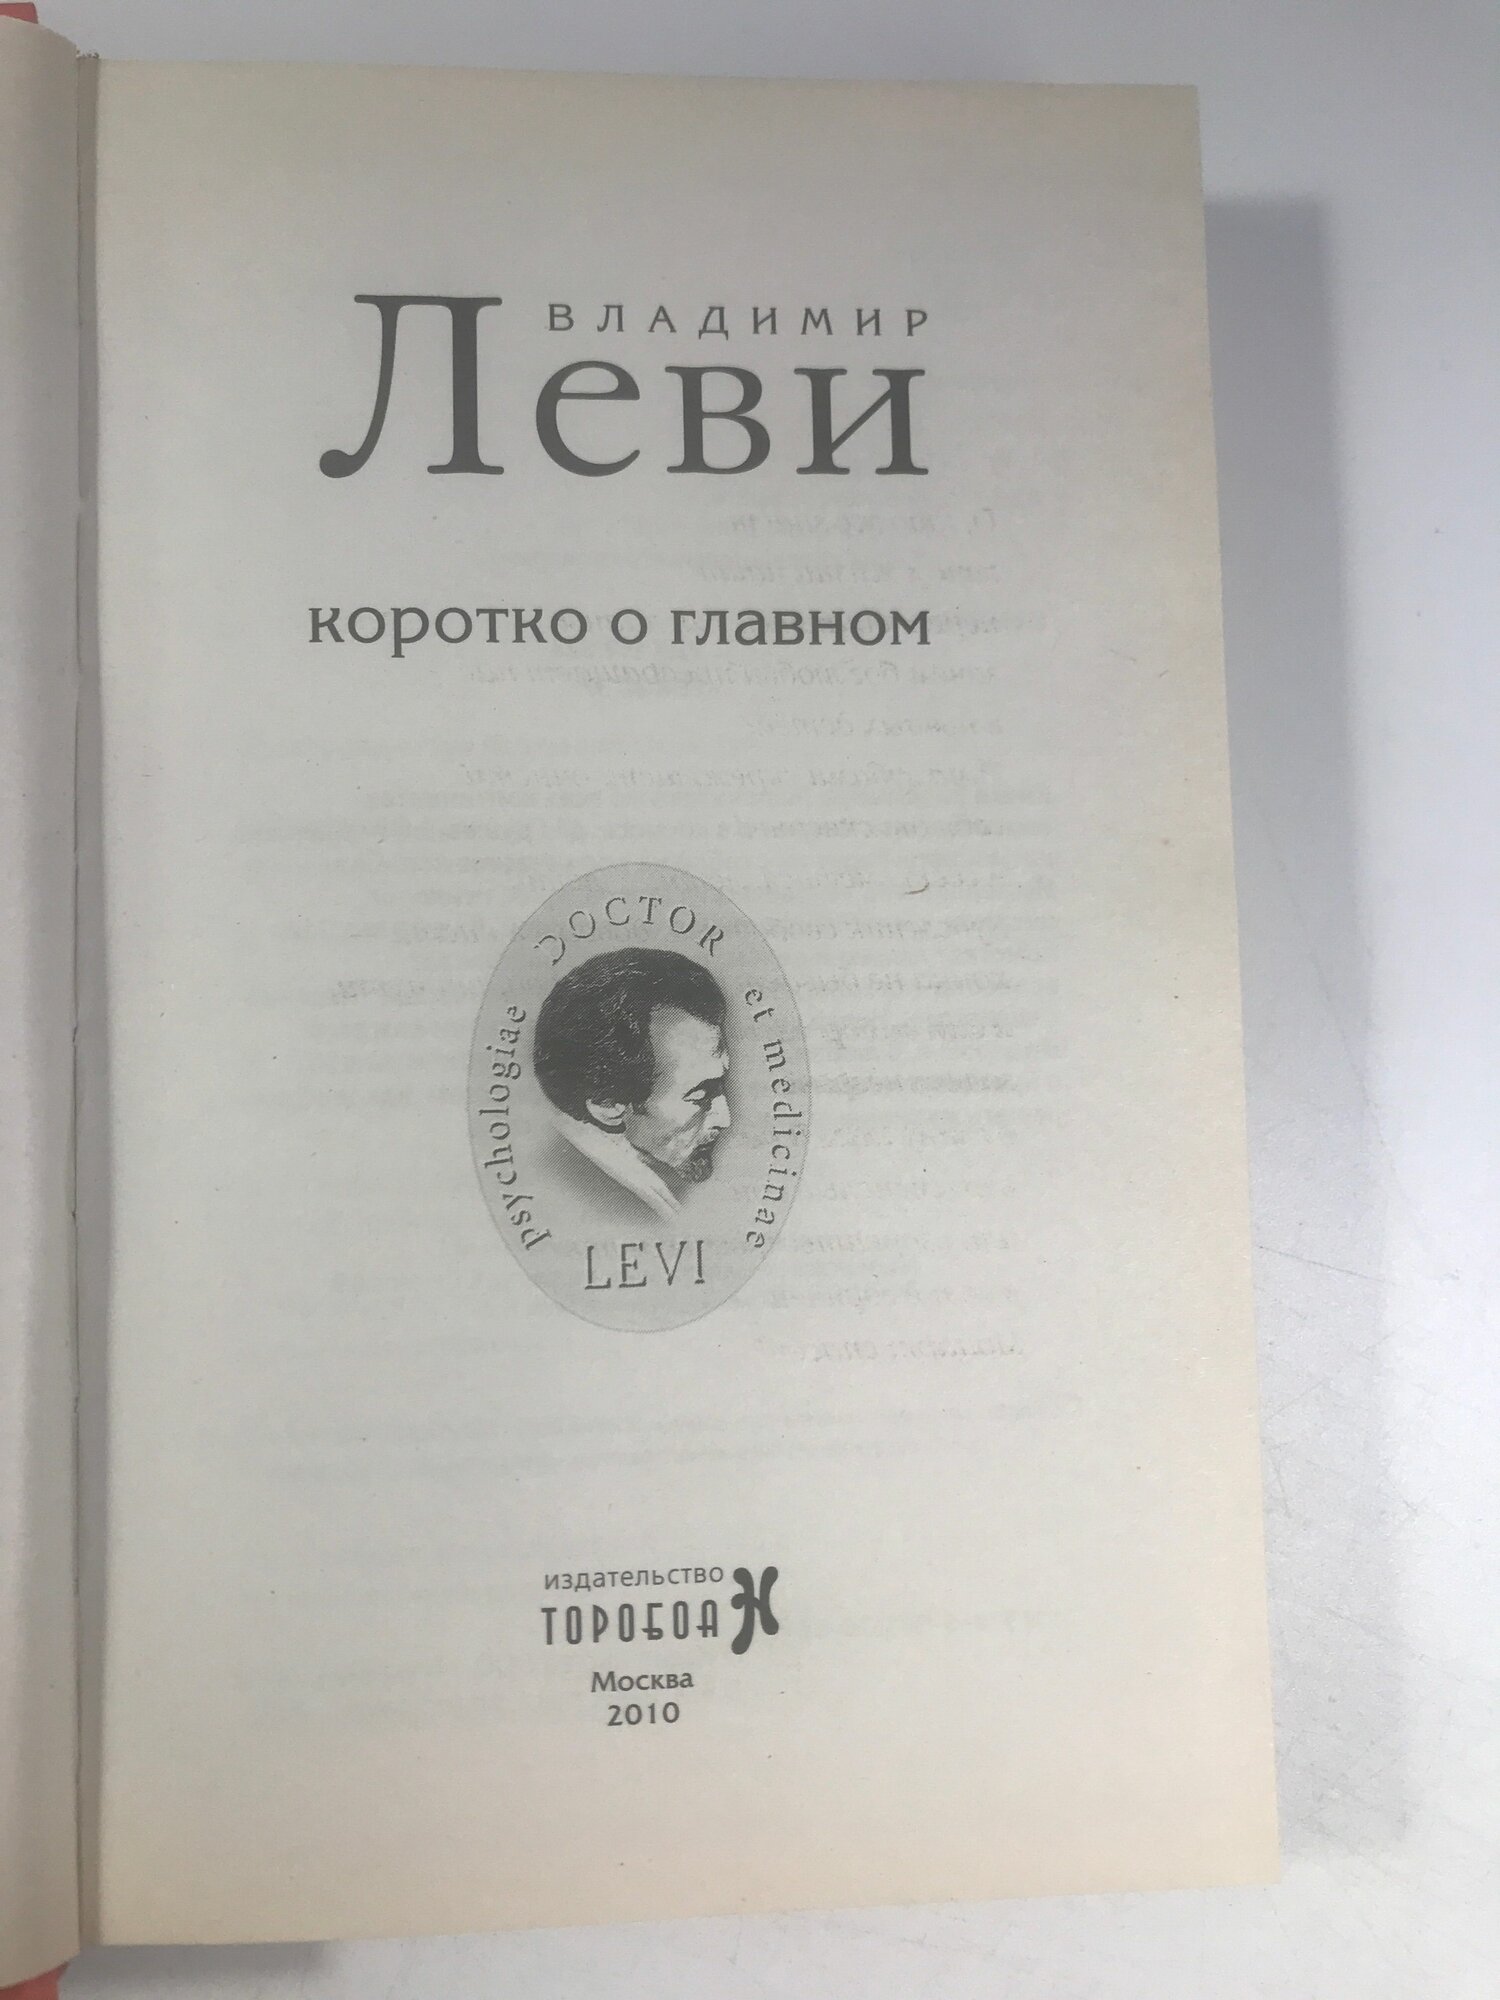 ВЛАДИМИР
Леви
коротко о главном
DOCTOR
psychologiae
et medicinae
LEVI
издательство
ТОРОБОАН
Москва
2010